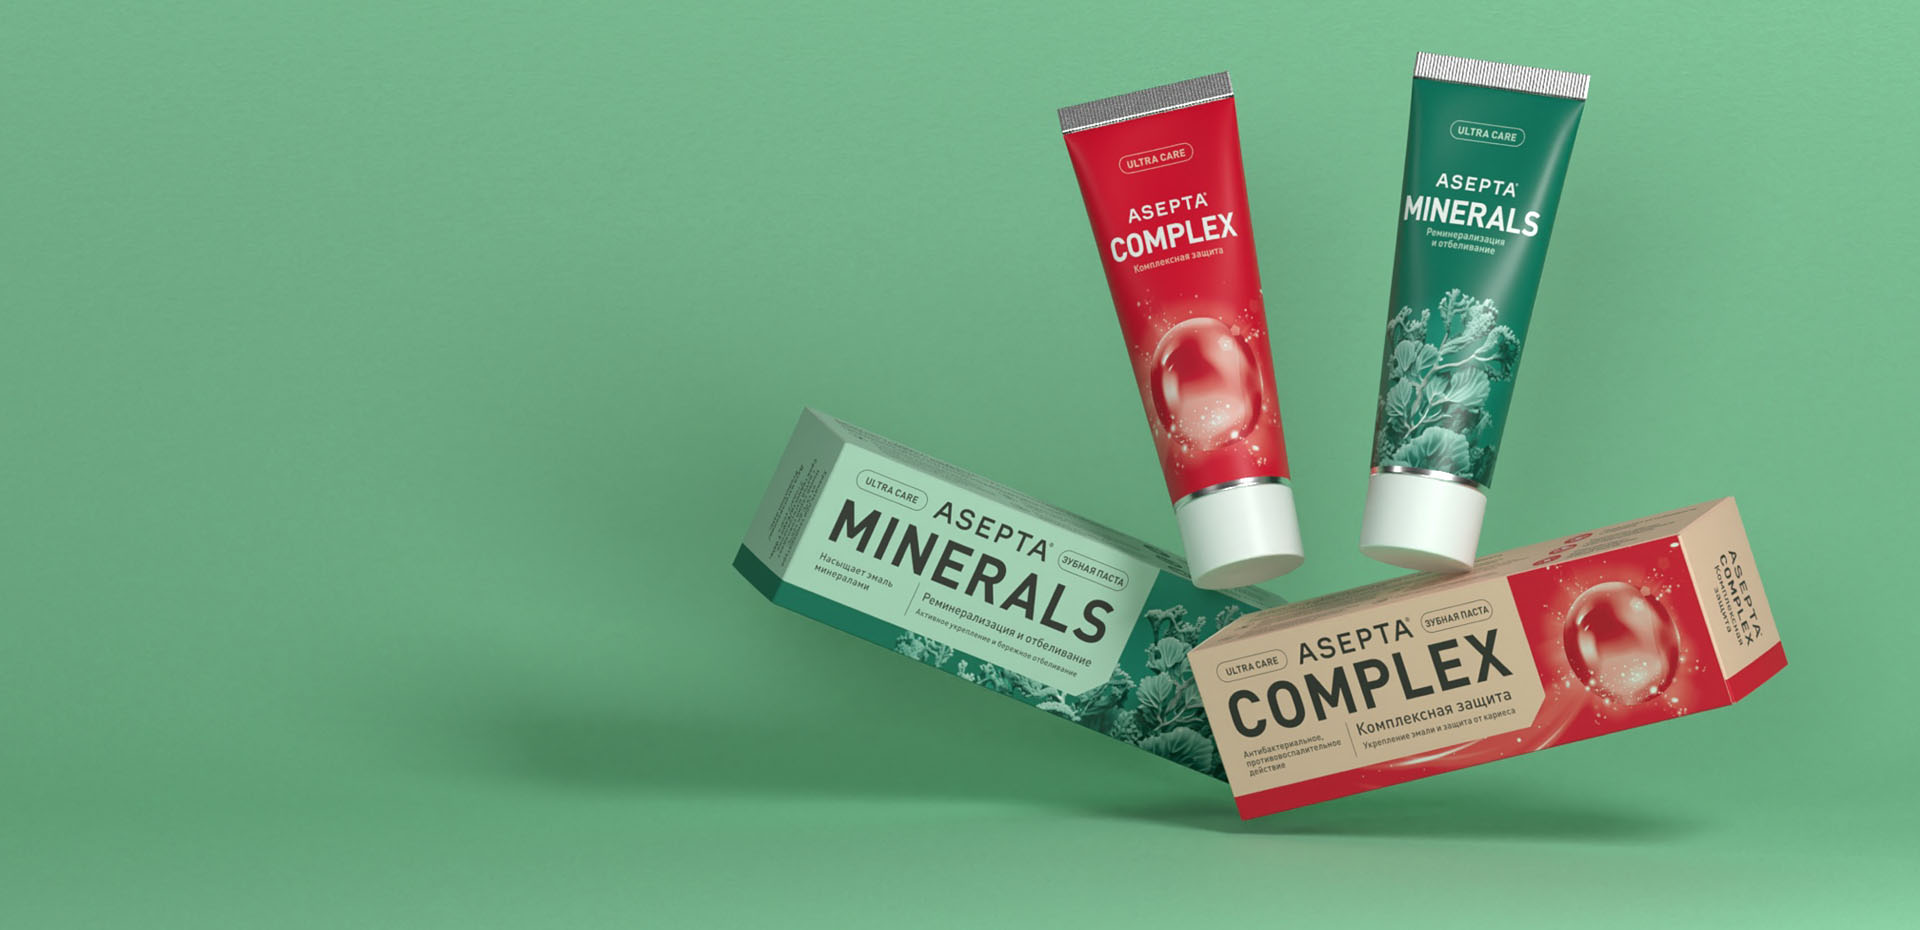 ULTRA CARE
ASEPTA®
COMPLEX
Комплексная защита
ULTRA CARE
ASEPTA®
MINERALS
Реминерализация
и отбеливание
ULTRA CARE
ASEPTA®
ЗУБНАЯ ПАСТА
MINERALS
Насыщает эмаль
минералами
Реминерализация и отбеливание
Активное укрепление и бережное отбеливание
ULTRA CARE
ASEPTA®
ЗУБНАЯ ПАСТА
COMPLEX
Антибактериальное,
противовоспалительное
действие
Комплексная защита
Укрепление эмали и защита от кариеса
ASEPTA
COMPLEX
Комплексная
защита